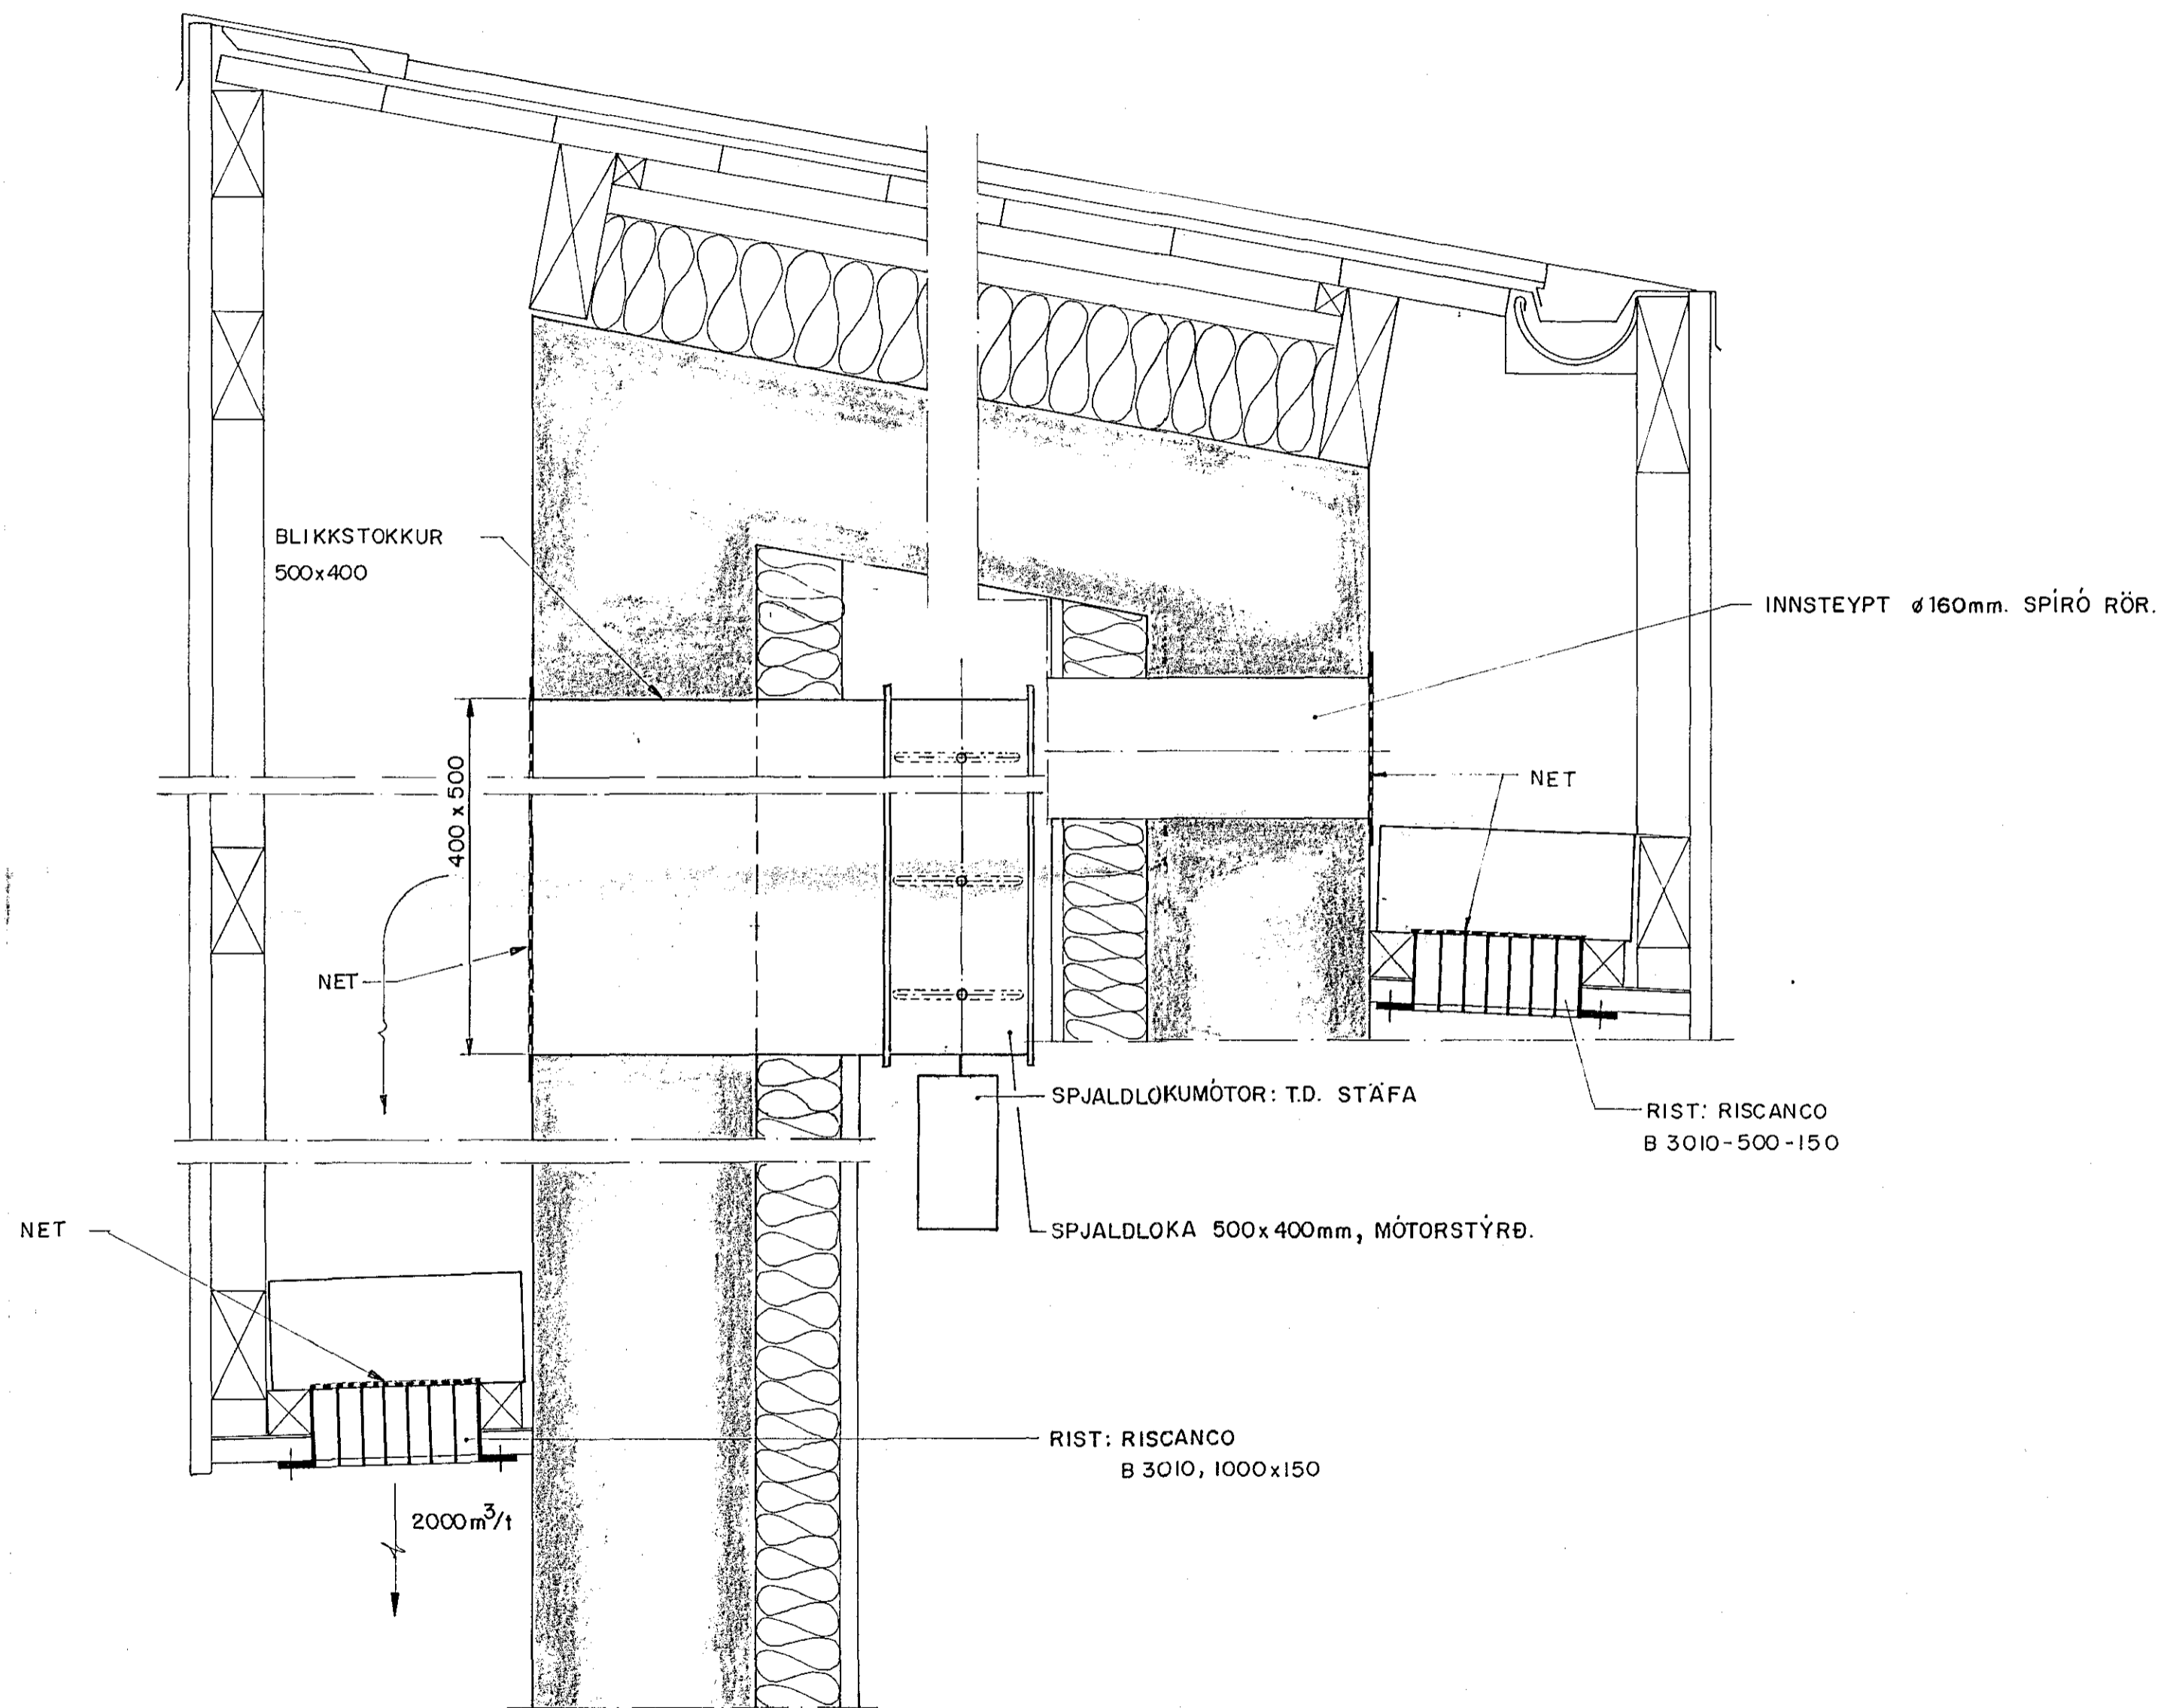 BLIKKSTOKKUR
500x400
INNSTEYPT ø160mm. SPÍRÓ RÖR.
400 x 500
NET
NET
SPJALDLOKUMÓTOR: T.D. STÄFA
RIST: RISCANCO
B 3010-500-150
NET
SPJALDLOKA 500x400mm, MÓTORSTÝRÐ.
RIST: RISCANCO
B 3010, 1000x150
2000m³/t